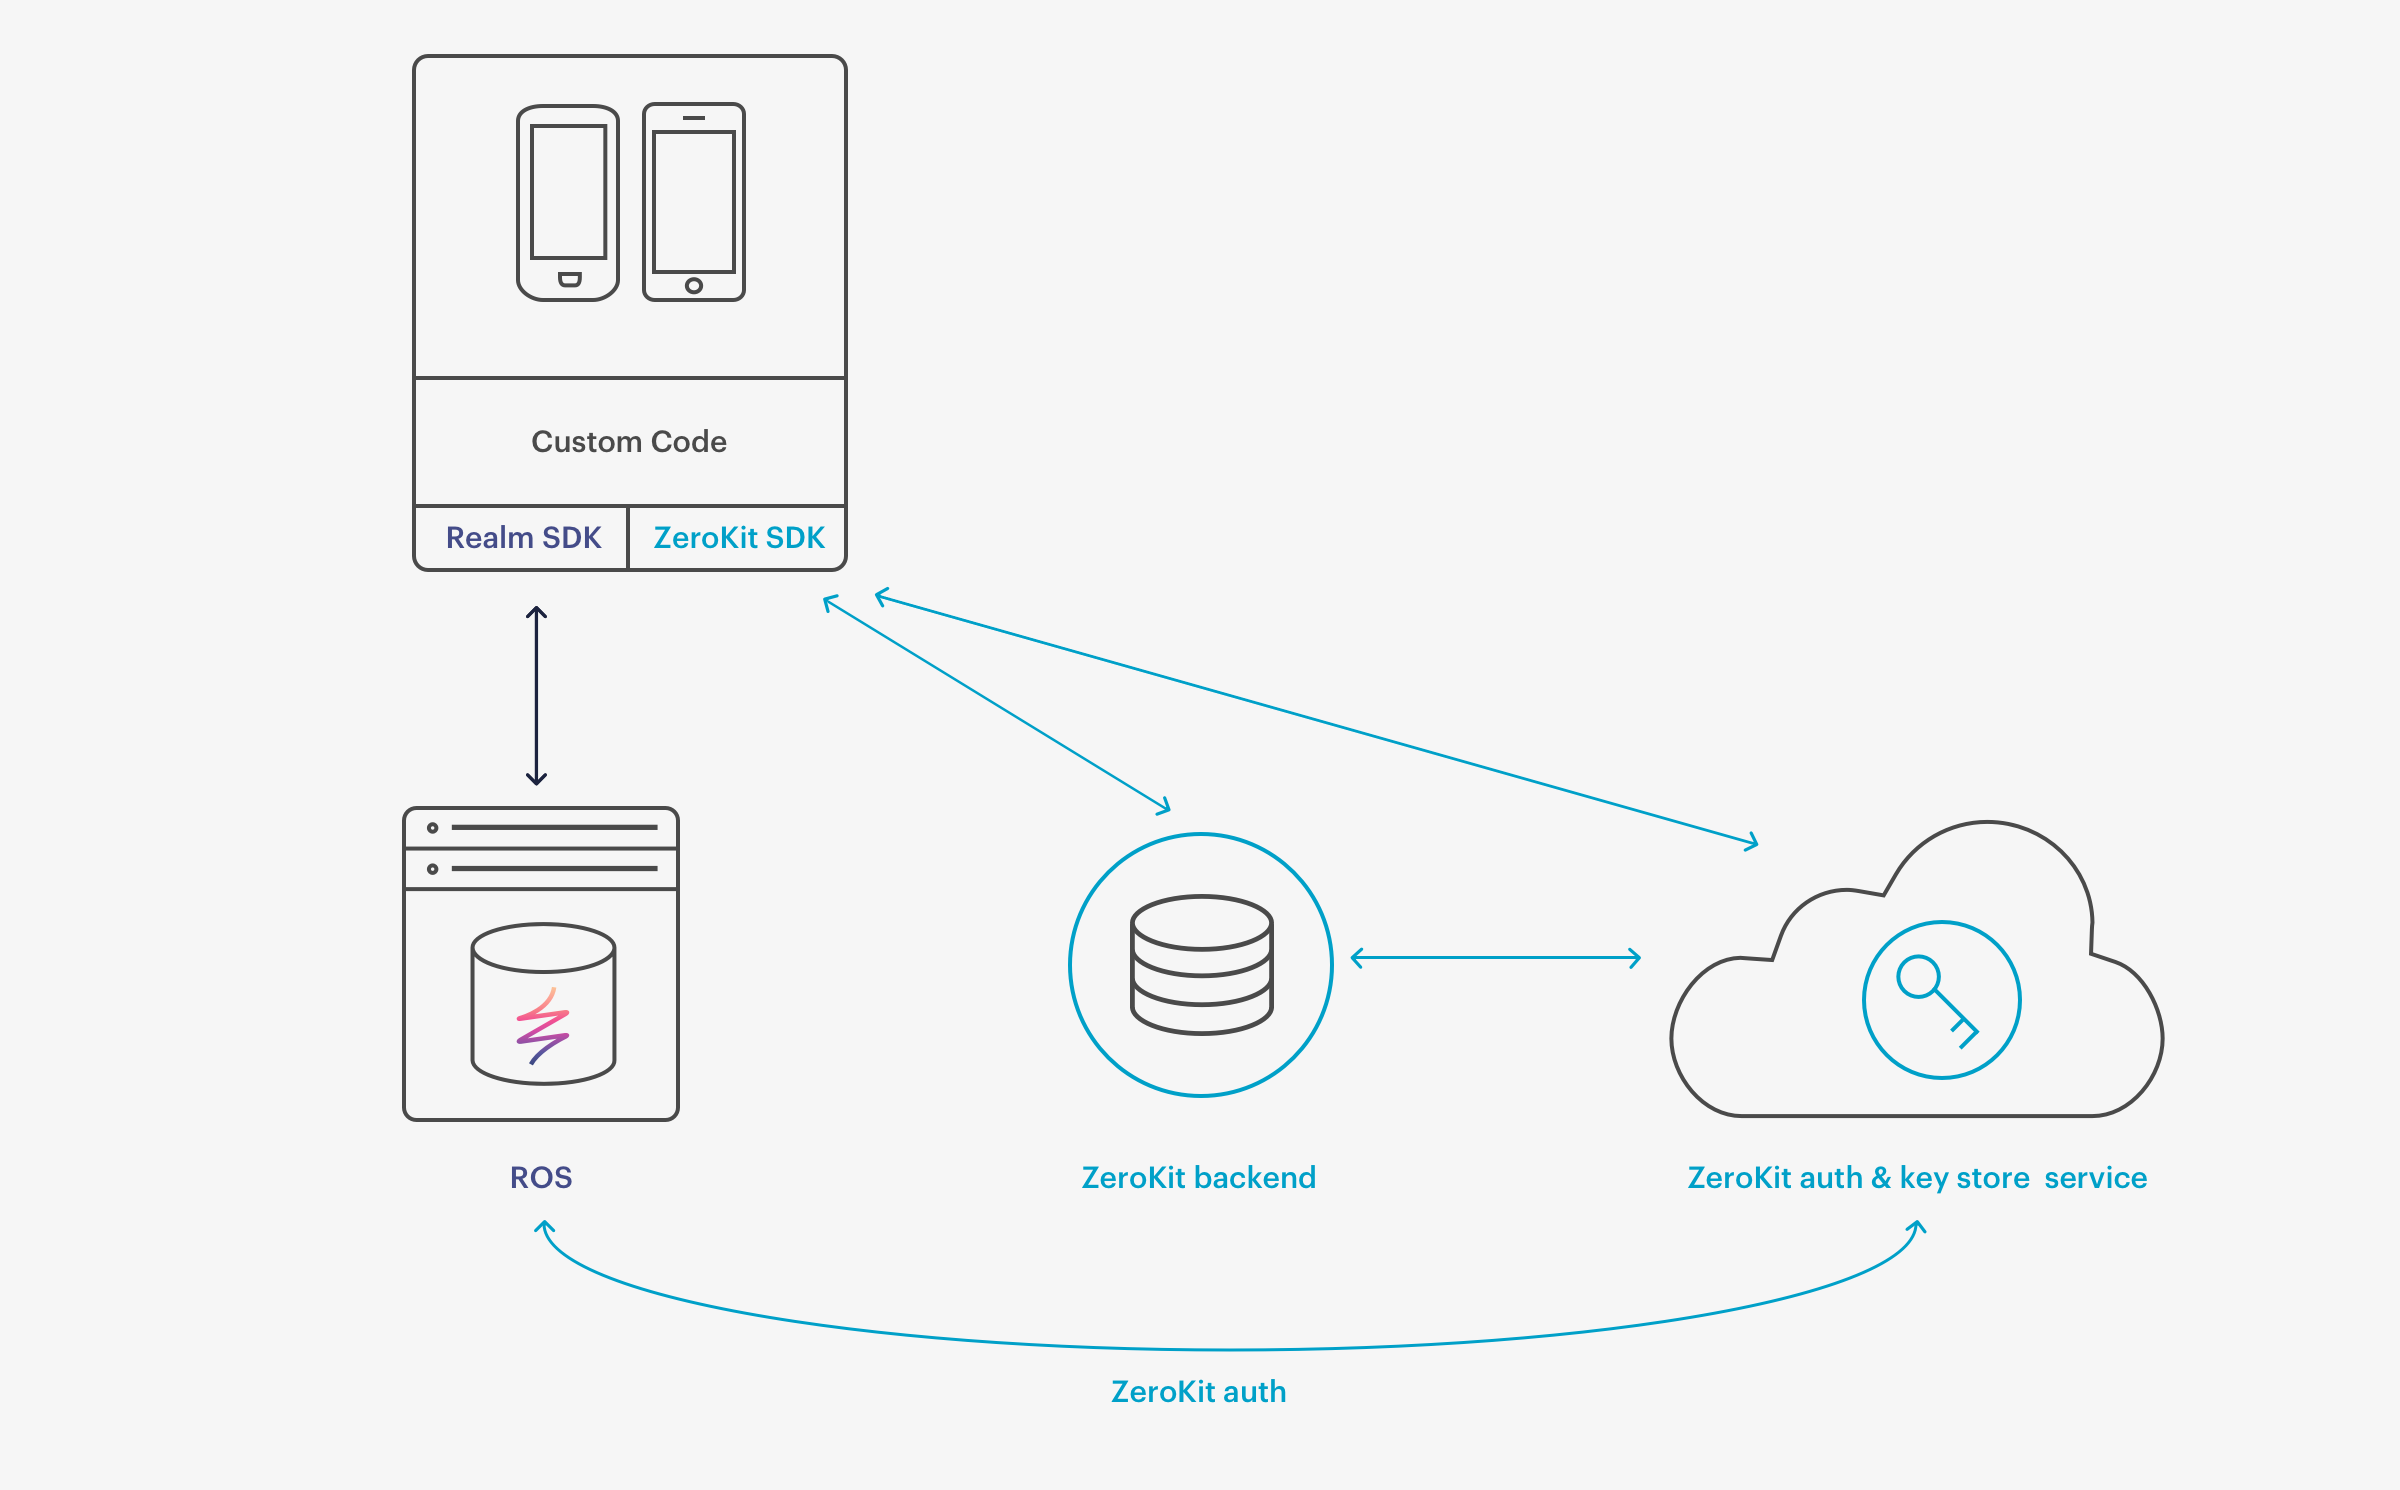 Custom Code
Realm SDK
ZeroKit SDK
ROS
ZeroKit backend
ZeroKit auth & key store  service
ZeroKit auth